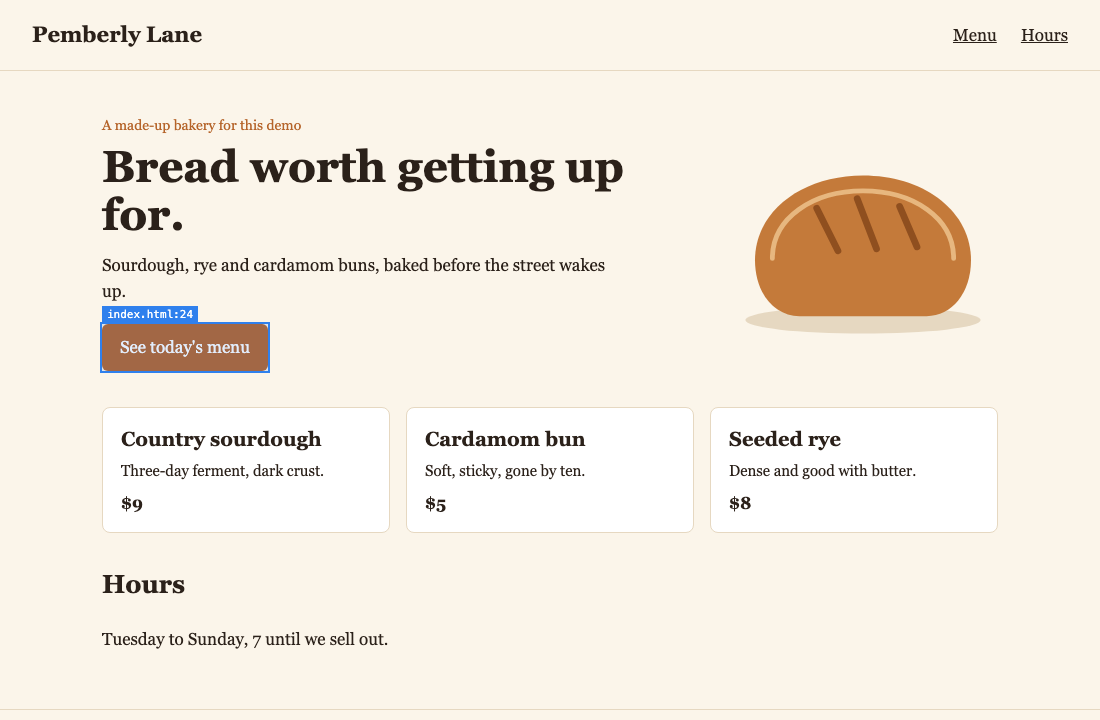 Pemberly Lane
Menu Hours
A made-up bakery for this demo
Bread worth getting up
for.
Sourdough, rye and cardamom buns, baked before the street wakes
up.
index.html:24
See today's menu
Country sourdough
Three-day ferment, dark crust.
$9
Cardamom bun
Soft, sticky, gone by ten.
$5
Seeded rye
Dense and good with butter.
$8
Hours
Tuesday to Sunday, 7 until we sell out.